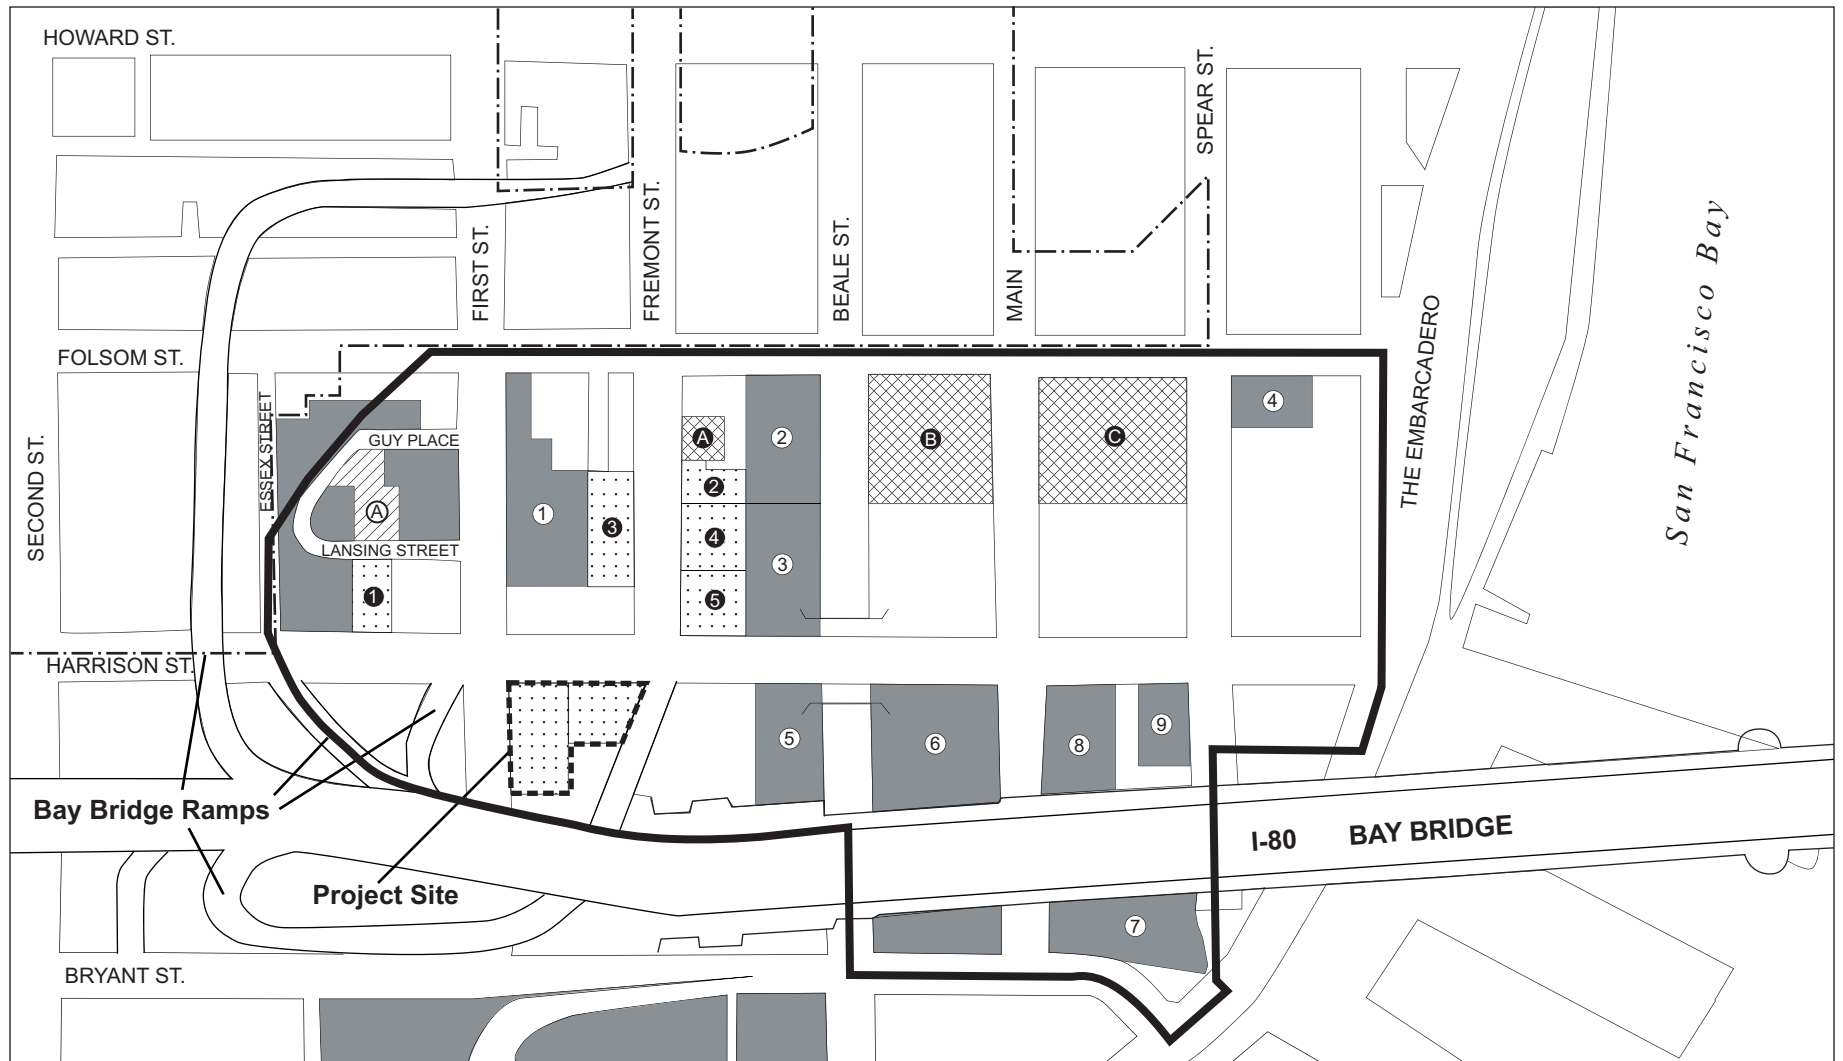 HOWARD ST.
SPEAR ST.
FIRST ST.
FREMONT ST.
BEALE ST.
MAIN
San Francisco Bay
THE EMBARCADERO
FOLSOM ST.
SECOND ST.
ESSEX STREET
GUY PLACE
A
2
B
C
4
2
A
1
3
4
3
LANSING STREET
1
5
HARRISON ST.
5
6
8
9
Bay Bridge Ramps
I-80 BAY BRIDGE
Project Site
7
BRYANT ST.